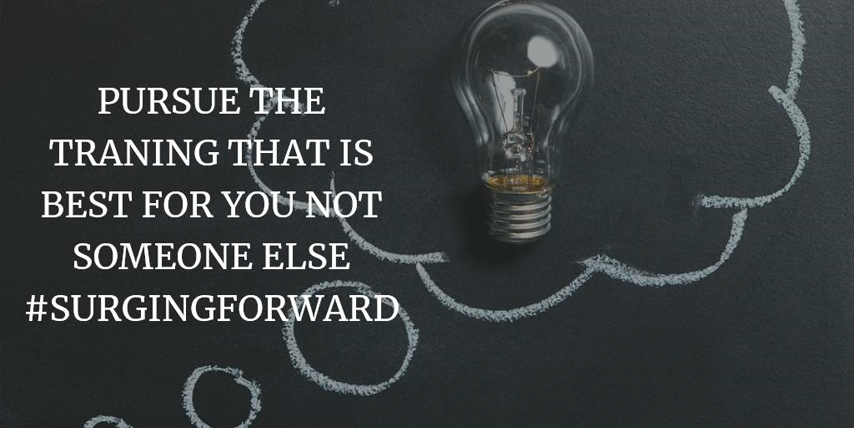 PURSUE THE
TRANING THAT IS
BEST FOR YOU NOT
SOMEONE ELSE
#SURGINGFORWARD